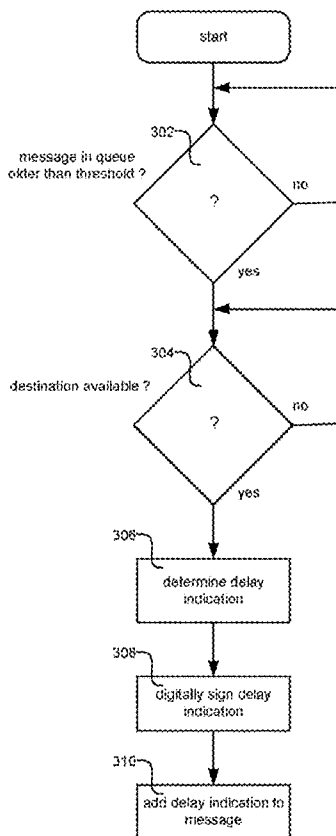 start
302
message in queue
older than threshold ?
?
no
yes
304
destination available ?
?
no
yes
306
determine delay
indication
308
digitally sign delay
indication
310
add delay indication to
message